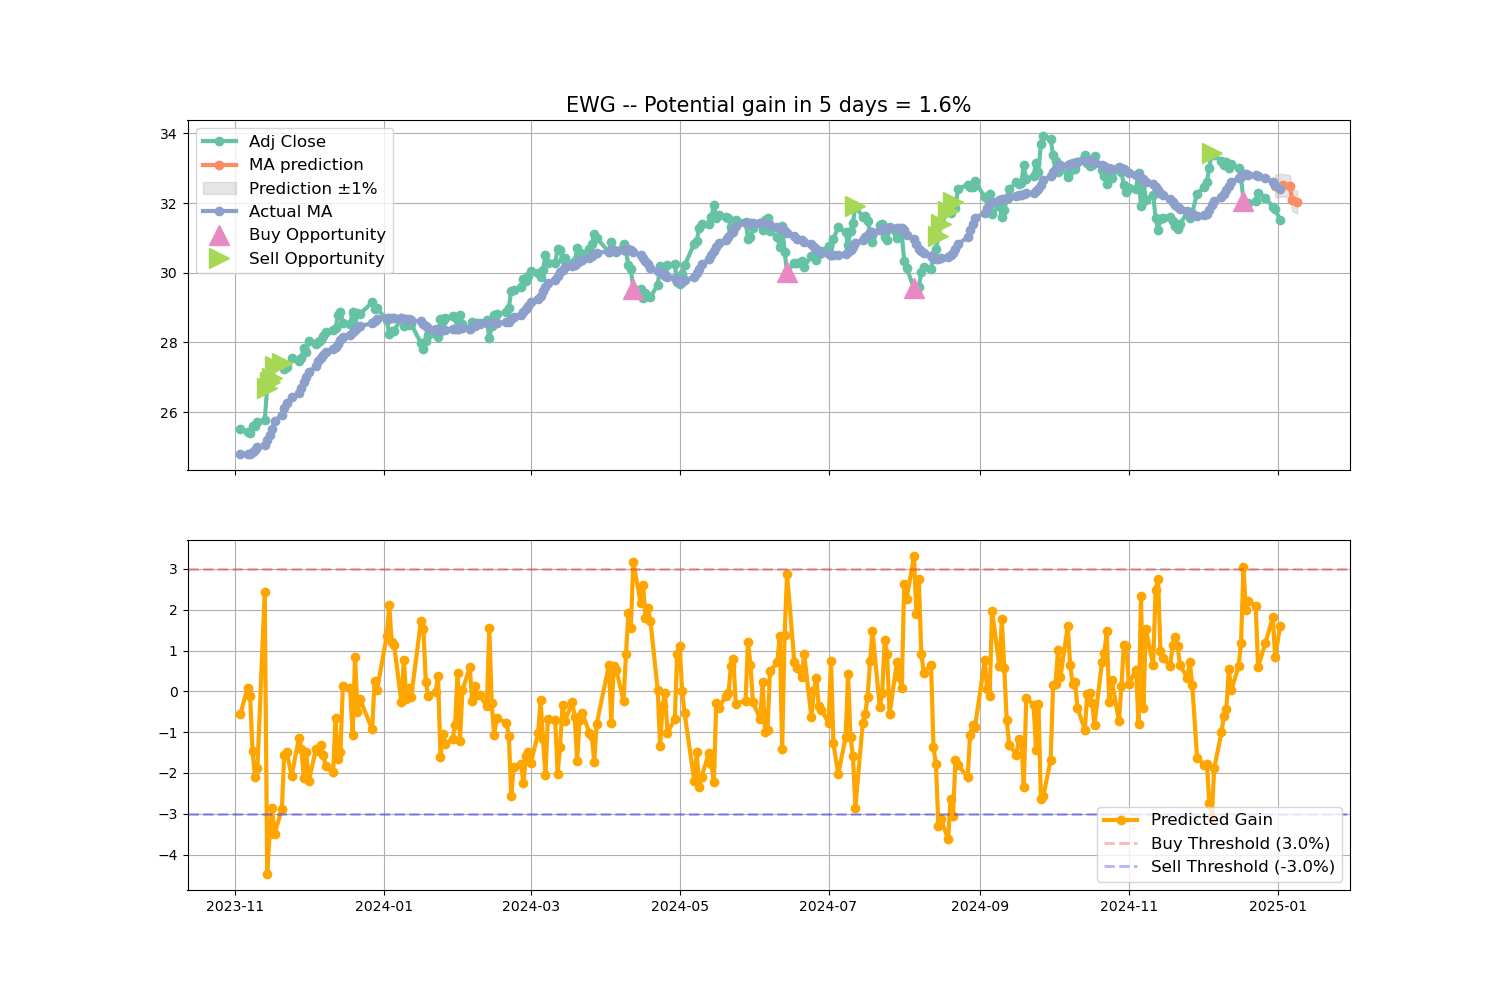 EWG -- Potential gain in 5 days = 1.6%
34
32
30
28
26
Adj Close
MA prediction
Prediction ±1%
Actual MA
Buy Opportunity
Sell Opportunity
3
2
1
0
−1
−2
−3
−4
Predicted Gain
Buy Threshold (3.0%)
Sell Threshold (-3.0%)
2023-11
2024-01
2024-03
2024-05
2024-07
2024-09
2024-11
2025-01